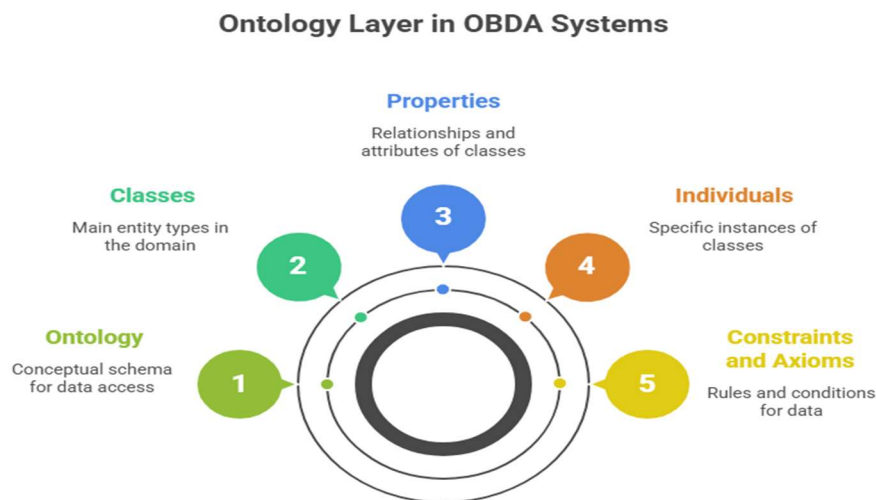 Ontology Layer in OBDA Systems
Properties
Relationships and
attributes of classes
Classes
Main entity types in
the domain
3
Individuals
Specific instances of
classes
2
4
Ontology
Conceptual schema
for data access
1
5
Constraints
and Axioms
Rules and conditions
for data